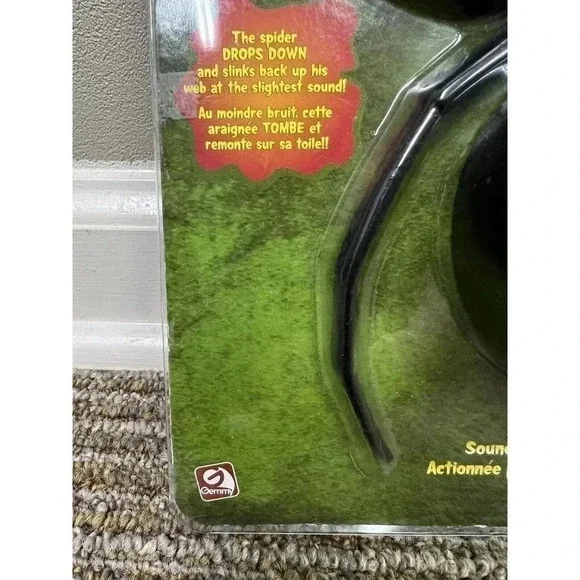 The spider
DROPS DOWN
and slinks back up his
web at the slightest sound!
Au moindre bruit, cette
araignée TOMBE et
remonte sur sa toile!!
Actionnée
Gemmy